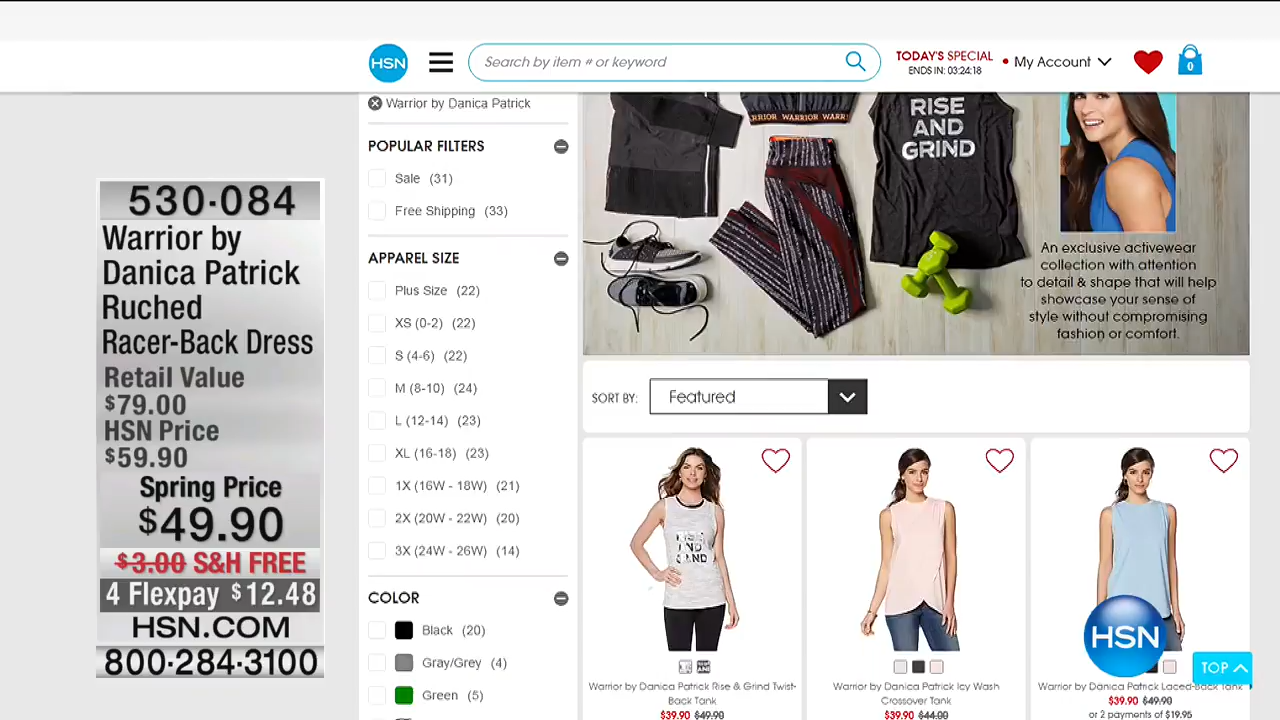 HSN
Search by item # or keyword
TODAY'S SPECIAL
ENDS IN: 03:24:18
My Account
0
530-084
Warrior by
Danica Patrick
Ruched
Racer-Back Dress
Retail Value
$79.00
HSN Price
$59.90
Spring Price
$49.90
$3.00 S&H FREE
4 Flexpay $12.48
HSN.COM
800-284-3100
Warrior by Danica Patrick
POPULAR FILTERS
Sale (31)
Free Shipping (33)
APPAREL SIZE
Plus Size (22)
XS (0-2) (22)
S (4-6) (22)
M (8-10) (24)
L (12-14) (23)
XL (16-18) (23)
1X (16W - 18W) (21)
2X (20W - 22W) (20)
3X (24W - 26W) (14)
COLOR
Black (20)
Gray/Grey (4)
Green (5)
WARRIOR
RISE
AND
GRIND
An exclusive activewear
collection with attention
to detail & shape that will help
showcase your sense of
style without compromising
fashion or comfort.
SORT BY: Featured
RISE
AND
GRIND
Warrior by Danica Patrick Rise & Grind Twist-
Back Tank
$39.90 $49.90
Warrior by Danica Patrick Icy Wash
Crossover Tank
$39.90 $44.00
Warrior by Danica Patrick Laced-Back Tank
$39.90 $49.90
or 2 payments of $19.95
HSN
TOP